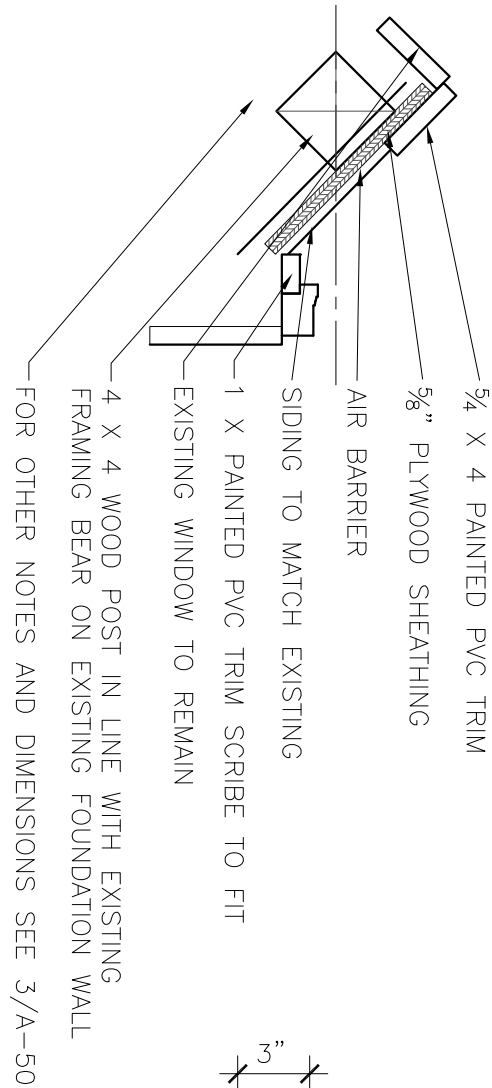 5/4 X 4 PAINTED PVC TRIM
5/8" PLYWOOD SHEATHING
AIR BARRIER
SIDING TO MATCH EXISTING
1 X PAINTED PVC TRIM SCRIBE TO FIT
EXISTING WINDOW TO REMAIN
4 X 4 WOOD POST IN LINE WITH EXISTING
FRAMING BEAR ON EXISTING FOUNDATION WALL
FOR OTHER NOTES AND DIMENSIONS SEE 3/A-50
3"